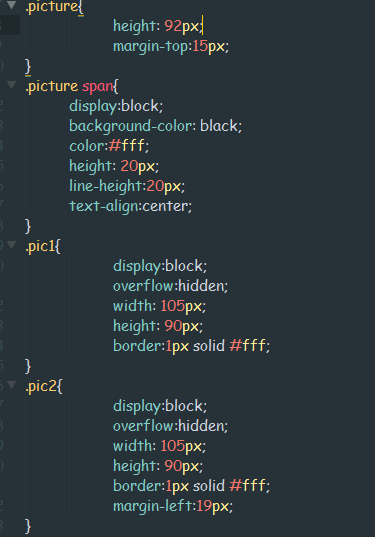 .picture{
height: 92px;
margin-top:15px;
}
.picture span{
display:block;
background-color: black;
color:#fff;
height: 20px;
line-height:20px;
text-align:center;
}
.pic1{
display:block;
overflow:hidden;
width: 105px;
height: 90px;
border:1px solid #fff;
}
.pic2{
display:block;
overflow:hidden;
width: 105px;
height: 90px;
border:1px solid #fff;
margin-left:19px;
}